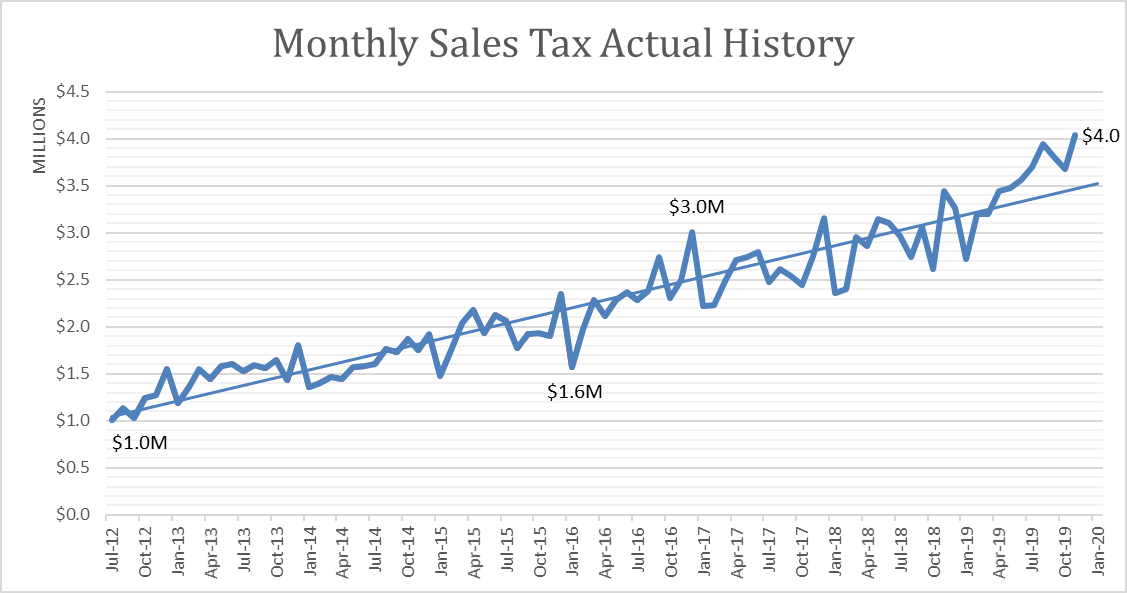 Monthly Sales Tax Actual History
MILLIONS
$4.5
$4.0
$3.5
$3.0
$2.5
$2.0
$1.5
$1.0
$0.5
$0.0
$4.0
$3.0M
$1.6M
$1.0M
Jul-12
Oct-12
Jan-13
Apr-13
Jul-13
Oct-13
Jan-14
Apr-14
Jul-14
Oct-14
Jan-15
Apr-15
Jul-15
Oct-15
Jan-16
Apr-16
Jul-16
Oct-16
Jan-17
Apr-17
Jul-17
Oct-17
Jan-18
Apr-18
Jul-18
Oct-18
Jan-19
Apr-19
Jul-19
Oct-19
Jan-20